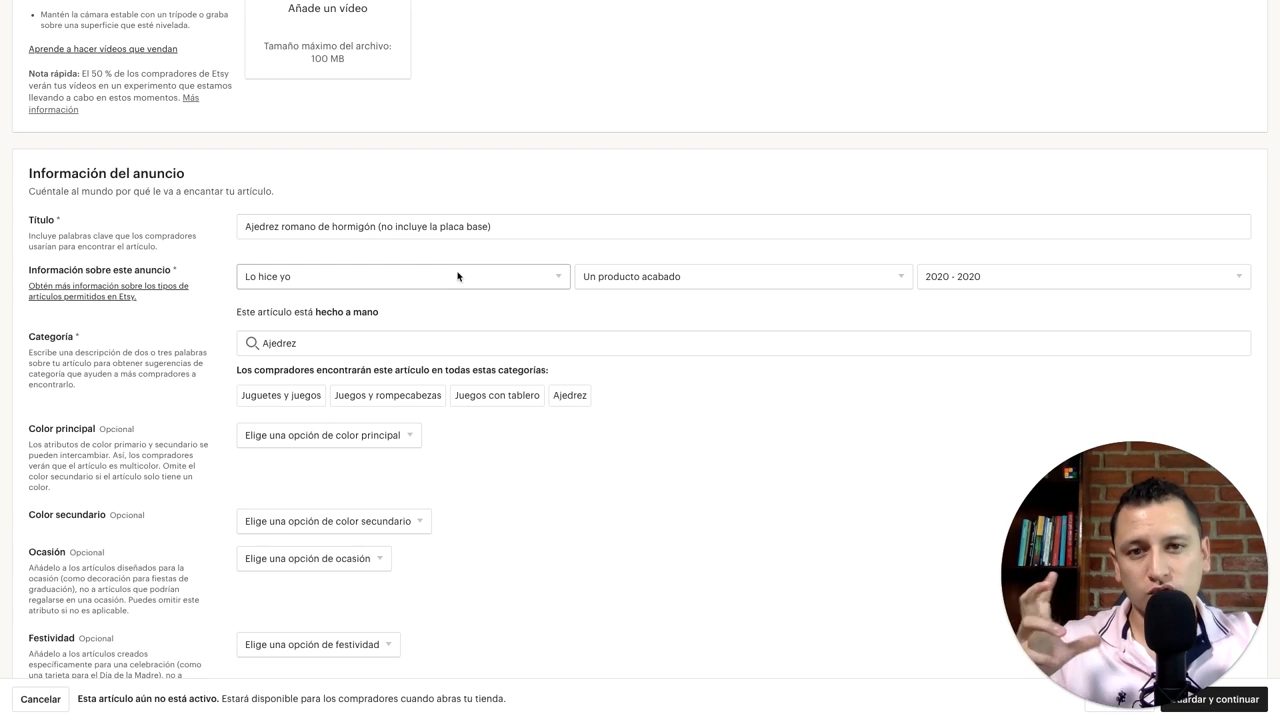 Mantén la cámara estable con un trípode o graba
sobre una superficie que esté nivelada.
Aprende a hacer vídeos que vendan
Nota rápida: El 50 % de los compradores de Etsy
verán tus vídeos en un experimento que estamos
llevando a cabo en estos momentos. Más
información
Añade un vídeo
Tamaño máximo del archivo:
100 MB
Información del anuncio
Cuéntale al mundo por qué le va a encantar tu artículo.
Título *
Incluye palabras clave que los compradores
usarían para encontrar el artículo.
Ajedrez romano de hormigón (no incluye la placa base)
Información sobre este anuncio *
Obtén más información sobre los tipos de
artículos permitidos en Etsy.
Lo hice yo
Un producto acabado
2020 - 2020
Este artículo está hecho a mano
Categoría *
Escribe una descripción de dos o tres palabras
sobre tu artículo para obtener sugerencias de
categoría que ayuden a más compradores a
encontrarlo.
Ajedrez
Los compradores encontrarán este artículo en todas estas categorías:
Juguetes y juegos
Juegos y rompecabezas
Juegos con tablero
Ajedrez
Color principal Opcional
Los atributos de color primario y secundario se
pueden intercambiar. Así, los compradores
verán que el artículo es multicolor. Omite el
color secundario si el artículo solo tiene un
color.
Elige una opción de color principal
Color secundario Opcional
Elige una opción de color secundario
Ocasión Opcional
Añádelo a los artículos diseñados para la
ocasión (como decoración para fiestas de
graduación), no a artículos que podrían
regalarse en una ocasión. Puedes omitir este
atributo si no es aplicable.
Elige una opción de ocasión
Festividad Opcional
Añádelo a los artículos creados
específicamente para una celebración (como
una tarjeta para el Día de la Madre), no a
Elige una opción de festividad
Cancelar
Esta artículo aún no está activo. Estará disponible para los compradores cuando abras tu tienda.
uardar y continuar